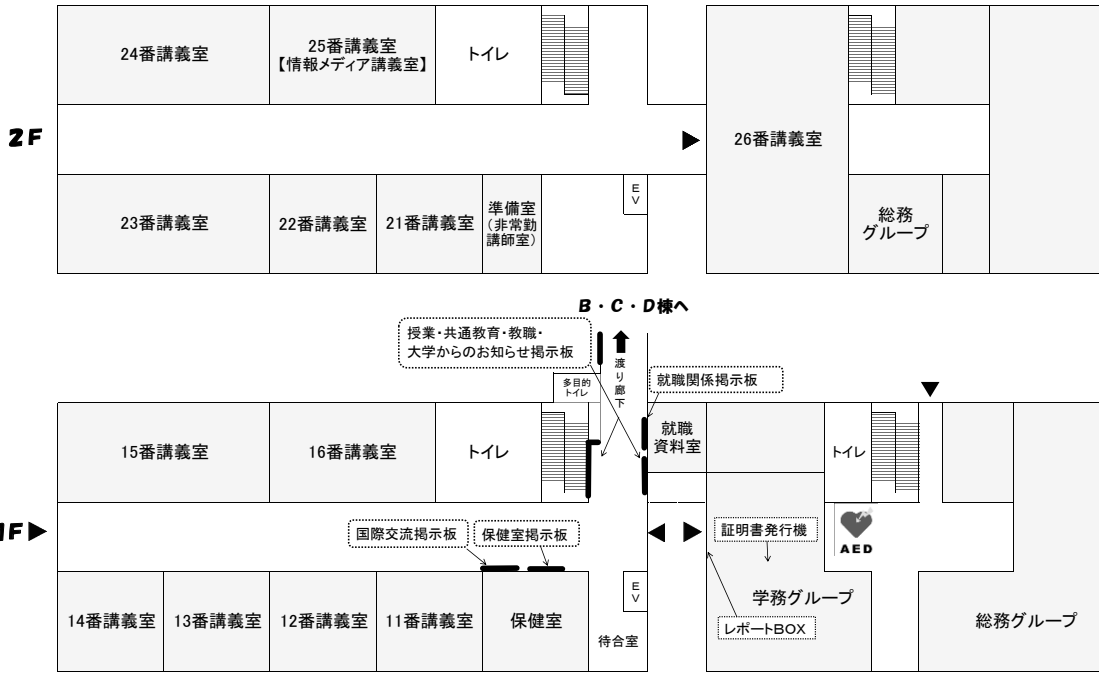 24番講義室
25番講義室
【情報メディア講義室】
トイレ
2F
26番講義室
23番講義室
22番講義室
21番講義室
準備室
(非常勤
講師室)
EV
総務
グループ
B・C・D棟へ
授業・共通教育・教職・
大学からのお知らせ掲示板
渡り廊下
多目的
トイレ
就職関係掲示板
15番講義室
16番講義室
トイレ
就職
資料室
トイレ
1F
国際交流掲示板
保健室掲示板
証明書発行機
AED
14番講義室
13番講義室
12番講義室
11番講義室
保健室
EV
待合室
学務グループ
レポートBOX
総務グループ